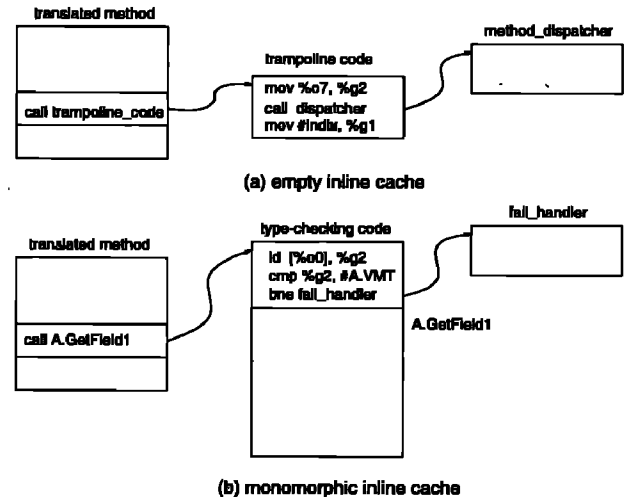 translated method
method_dispatcher
trampoline code
mov %o7, %g2
call trampoline_code
call dispatcher
mov #index, %g1
(a) empty inline cache
fail_handler
type-checking code
translated method
ld [%o0], %g2
cmp %g2, #A.VMT
bne fail_handler
call A.GetField1
A.GetField1
(b) monomorphic inline cache